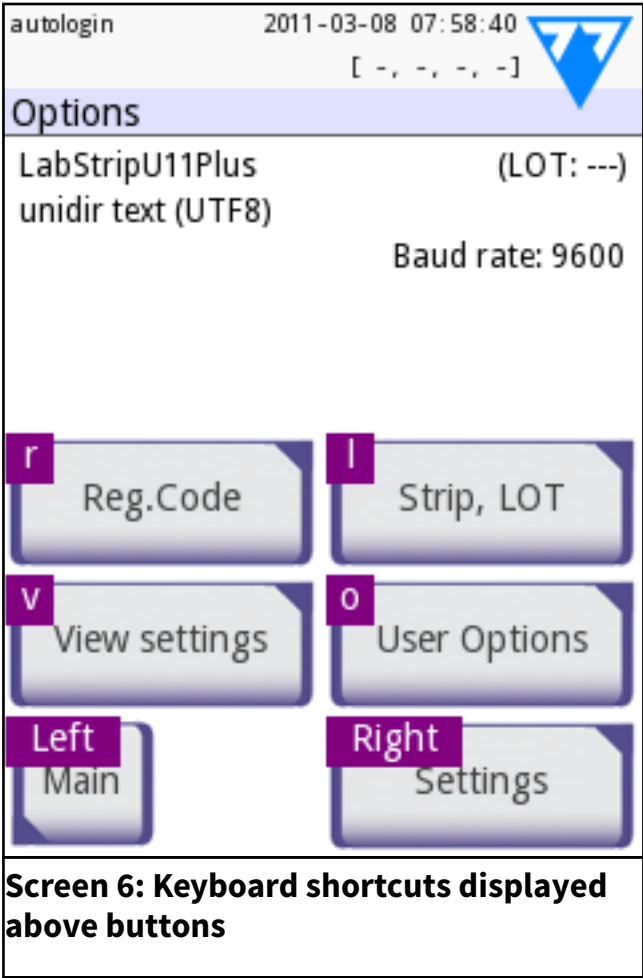 autologin 2011-03-08 07:58:40
[ -, -, -, -]
Options
LabStripU11Plus (LOT: ---)
unidir text (UTF8)
Baud rate: 9600
r l
Reg.Code Strip, LOT
v o
View settings User Options
Left Right
Main Settings
Screen 6: Keyboard shortcuts displayed
above buttons